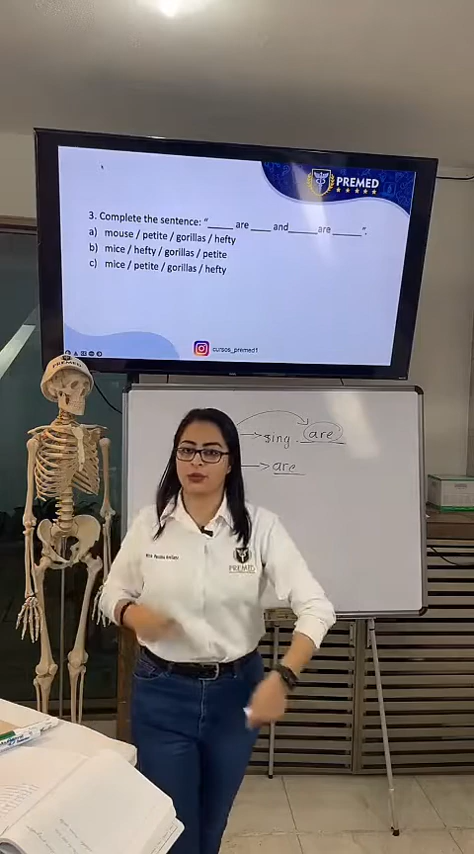 PREMED
★★★★★
3. Complete the sentence: "_____ are ____ and______are ______".
a) mouse / petite / gorillas / hefty
b) mice / hefty / gorillas / petite
c) mice / petite / gorillas / hefty
cursos_premed1
PREMED
sing. are
are
PREMED